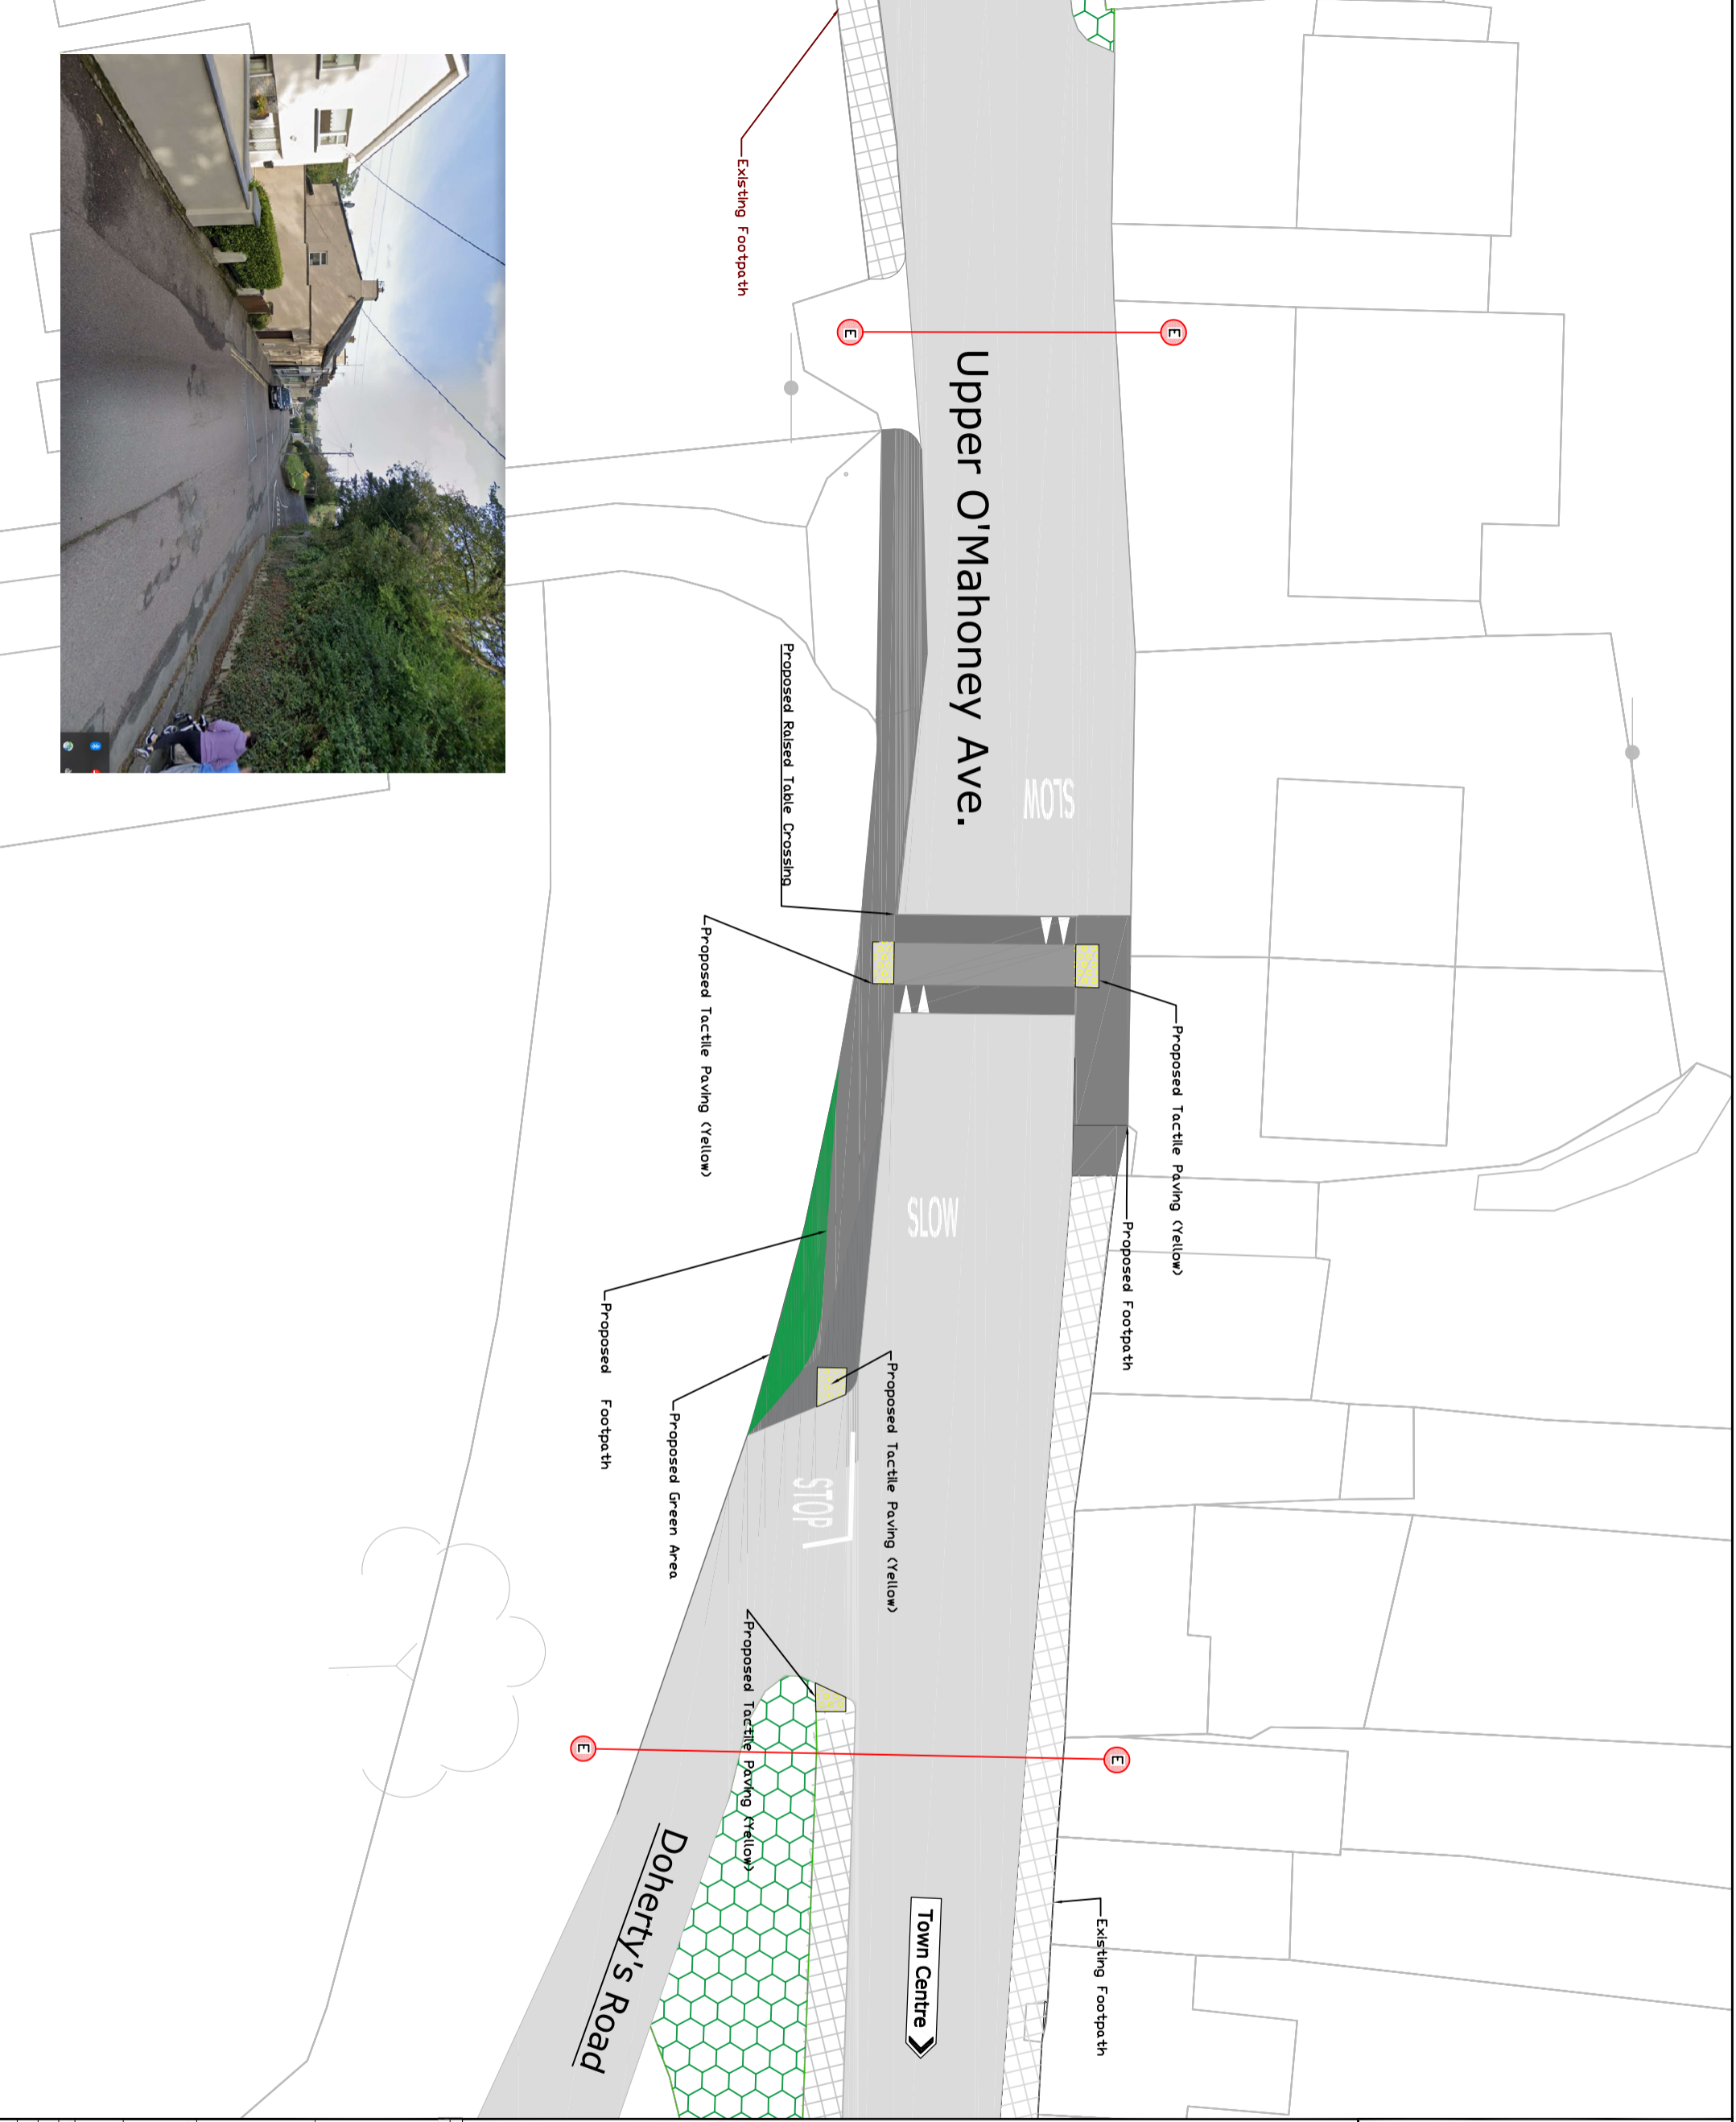 Existing Footpath
E
E
Upper O'Mahoney Ave.
SLOW
Proposed Raised Table Crossing
Proposed Tactile Paving (Yellow)
Proposed Tactile Paving (Yellow)
Proposed Footpath
SLOW
Proposed Footpath
Proposed Green Area
Proposed Tactile Paving (Yellow)
STOP
Proposed Tactile Paving (Yellow)
E
E
Doherty's Road
Town Centre
Existing Footpath